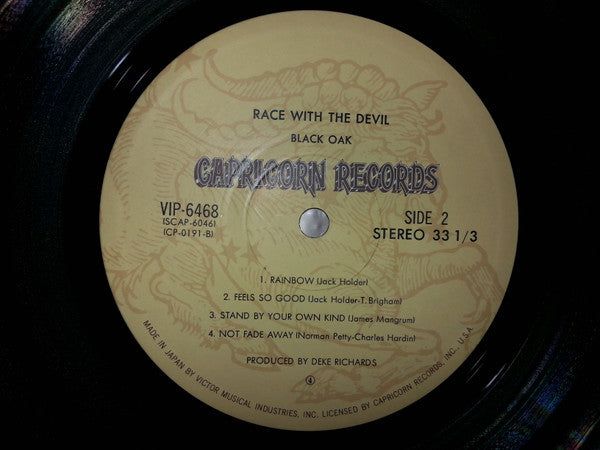 RACE WITH THE DEVIL
BLACK OAK
CAPRICORN RECORDS
VIP-6468
(SCAP-6046)
(CP-0191-B)
SIDE 2
STEREO 33 1/3
1. RAINBOW (Jack Holder)
2. FEELS SO GOOD (Jack Holder-T. Brigham)
3. STAND BY YOUR OWN KIND (James Mangrum)
4. NOT FADE AWAY (Norman Petty-Charles Hardin)
PRODUCED BY DEKE RICHARDS
④
MADE IN JAPAN BY VICTOR MUSICAL INDUSTRIES, INC. LICENSED BY CAPRICORN RECORDS, INC., U.S.A.